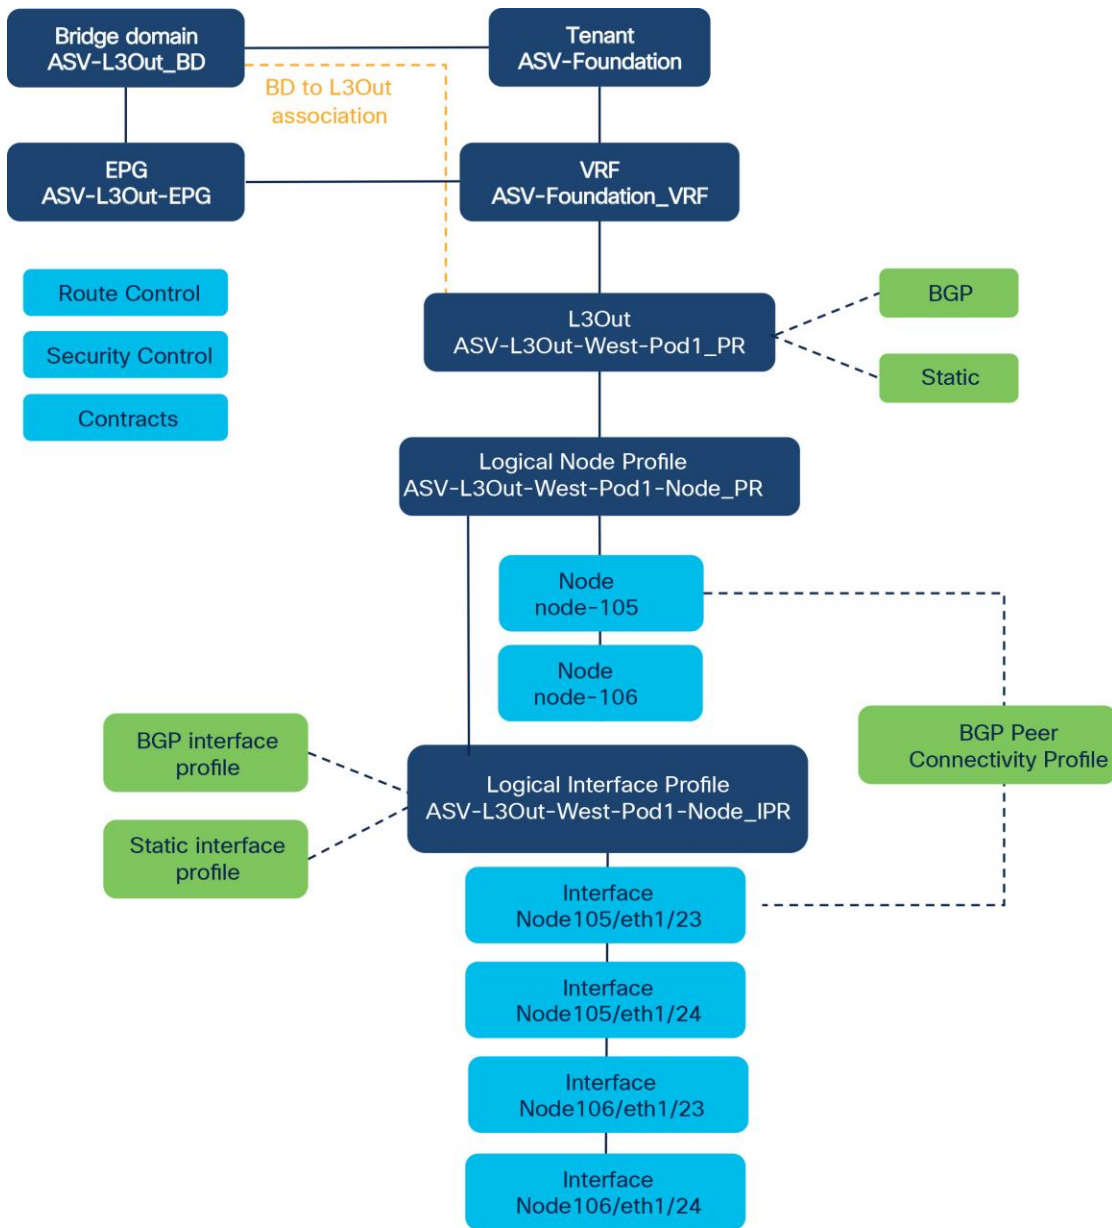 Bridge domain
ASV-L3Out_BD
Tenant
ASV-Foundation
BD to L3Out
association
EPG
ASV-L3Out-EPG
VRF
ASV-Foundation_VRF
Route Control
Security Control
Contracts
L3Out
ASV-L3Out-West-Pod1_PR
BGP
Static
Logical Node Profile
ASV-L3Out-West-Pod1-Node_PR
Node
node-105
Node
node-106
BGP interface
profile
Static interface
profile
Logical Interface Profile
ASV-L3Out-West-Pod1-Node_IPR
BGP Peer
Connectivity Profile
Interface
Node105/eth1/23
Interface
Node105/eth1/24
Interface
Node106/eth1/23
Interface
Node106/eth1/24